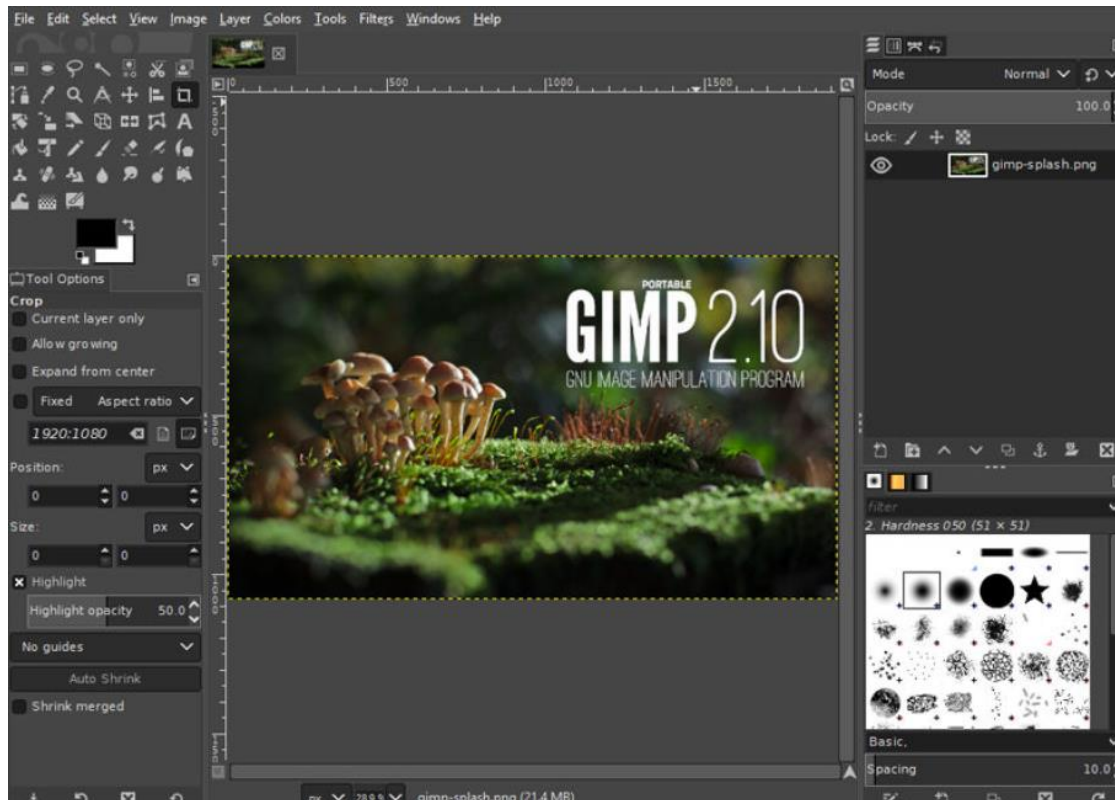 File Edit Select View Image Layer Colors Tools Filters Windows Help
0 500 1000 1500
Mode Normal
Opacity 100.0
Lock:
gimp-splash.png
PORTABLE
GIMP 2.10
GNU IMAGE MANIPULATION PROGRAM
Tool Options
Crop
Current layer only
Allow growing
Expand from center
Fixed Aspect ratio
1920:1080
Position: px
0 0
Size: px
0 0
Highlight
Highlight opacity 50.0
No guides
Auto Shrink
Shrink merged
filter
2. Hardness 050 (51 × 51)
Basic,
Spacing 10.0
px 28.9 % gimp-splash.png (21.4 MB)